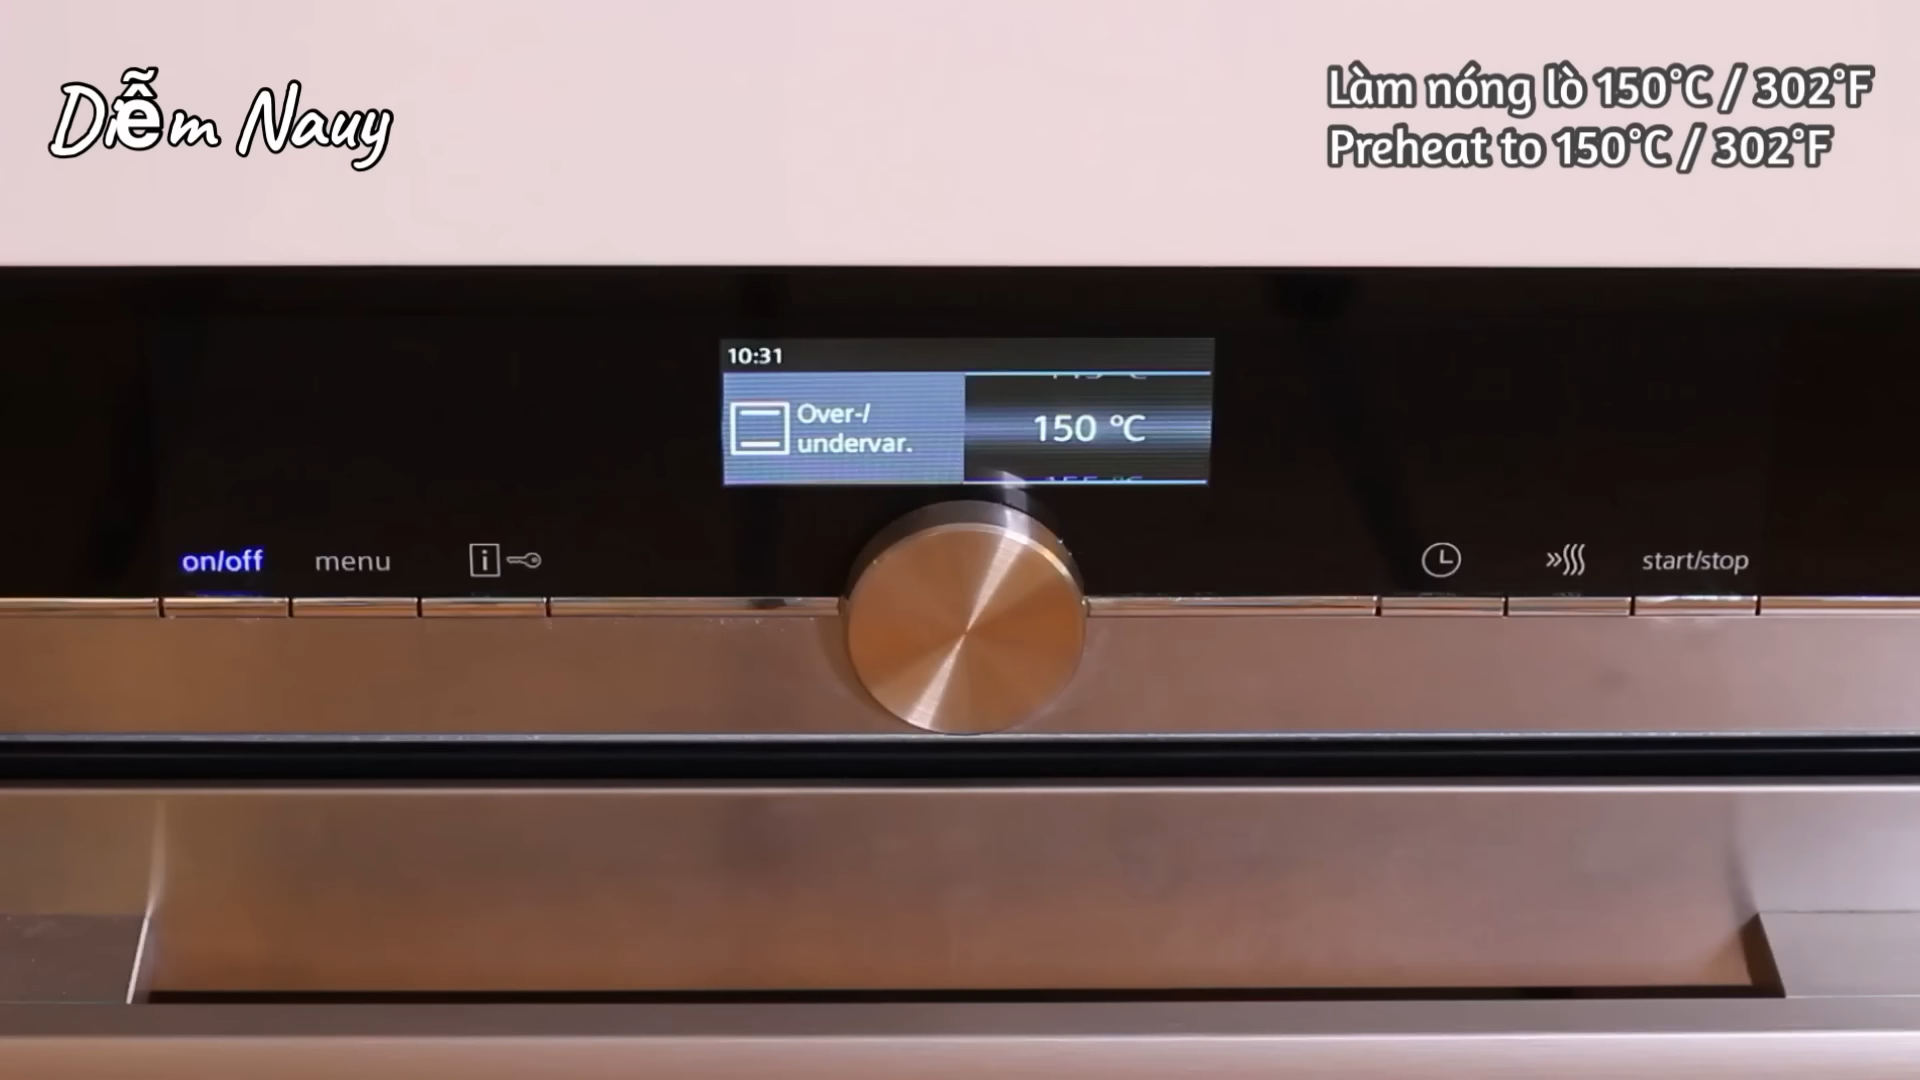 Diễm Nauy
Làm nóng lò 150°C / 302°F
Preheat to 150°C / 302°F
10:31
Over-/
undervar.
150 °C
on/off
menu
i
start/stop